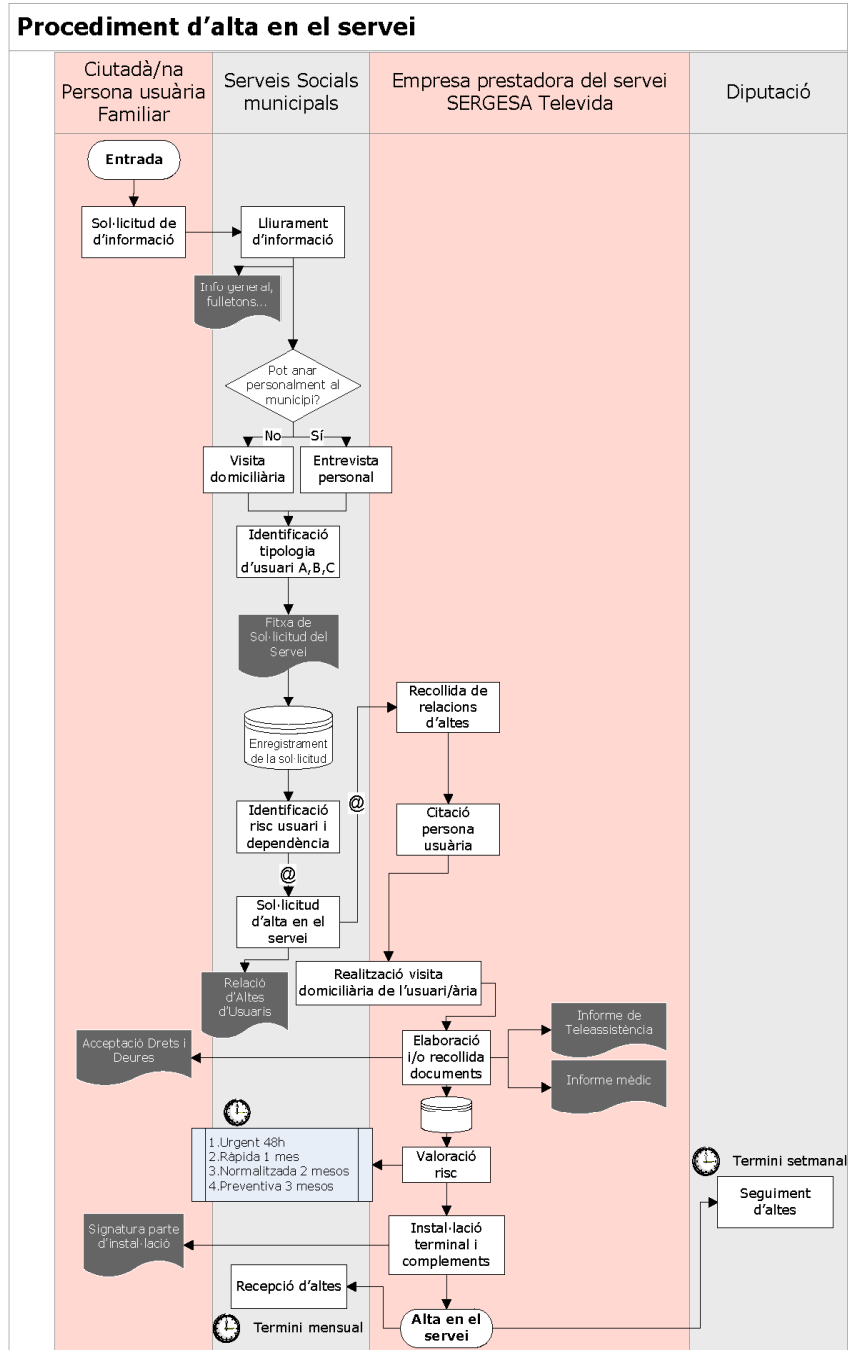 Procediment d’alta en el servei
Ciutadà/na
Persona usuària
Familiar
Serveis Socials
municipals
Empresa prestadora del servei
SERGESA Televida
Diputació
Entrada
Sol·licitud de
d’informació
Lliurament
d’informació
Info general,
fulletons...
Pot anar
personalment al
municipi?
No
Sí
Visita
domiciliària
Entrevista
personal
Identificació
tipologia
d’usuari A,B,C
Fitxa de
Sol·licitud del
Servei
Recollida de
relacions
d’altes
Enregistrament
de la sol·licitud
@
Identificació
risc usuari i
dependència
Citació
persona
usuària
@
Sol·licitud
d’alta en el
servei
Relació
d’Altes
d’Usuaris
Realització visita
domiciliària de l’usuari/ària
Acceptació Drets i
Deures
Elaboració
i/o recollida
documents
Informe de
Teleassistència
Informe mèdic
1.Urgent 48h
2.Ràpida 1 mes
3.Normalitzada 2 mesos
4.Preventiva 3 mesos
Valoració
risc
Termini setmanal
Seguiment
d’altes
Signatura parte
d’instal·lació
Instal·lació
terminal i
complements
Recepció d’altes
Termini mensual
Alta en el
servei